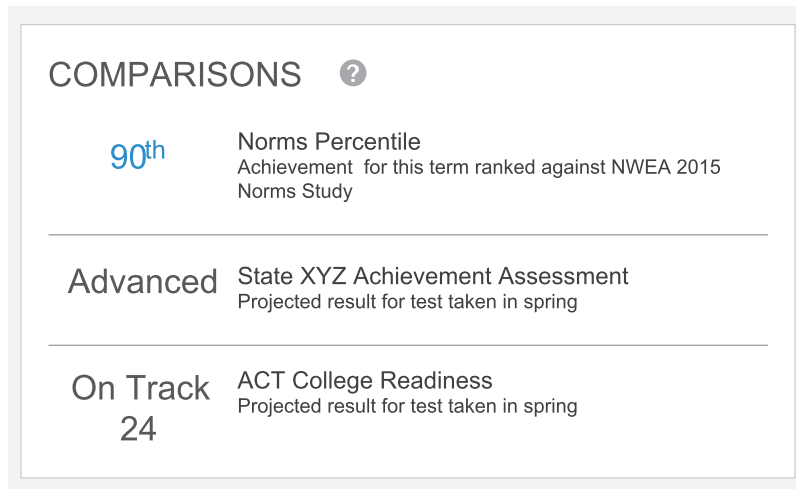 COMPARISONS ?
90th
Norms Percentile
Achievement for this term ranked against NWEA 2015
Norms Study
Advanced
State XYZ Achievement Assessment
Projected result for test taken in spring
On Track
24
ACT College Readiness
Projected result for test taken in spring